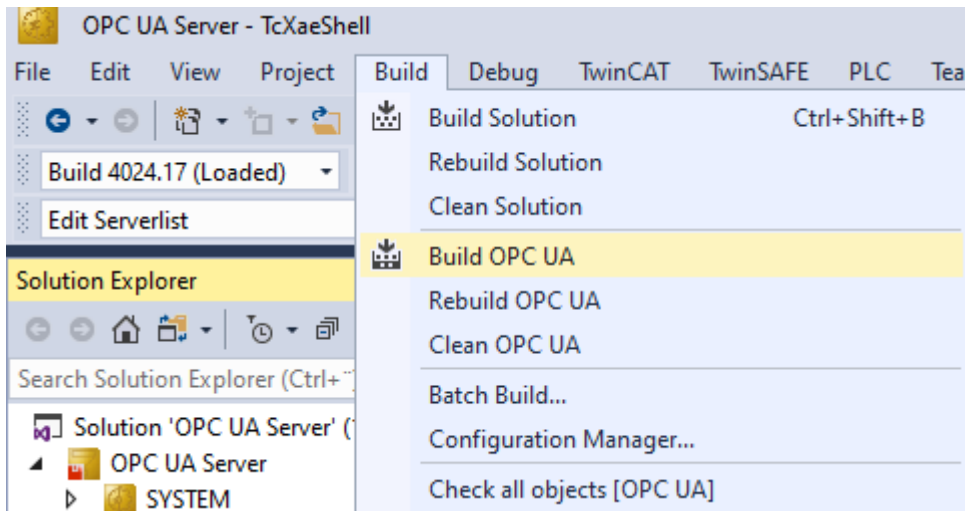 OPC UA Server - TcXaeShell
File Edit View Project Build Debug TwinCAT TwinSAFE PLC Tea
Build Solution Ctrl+Shift+B
Build 4024.17 (Loaded)
Rebuild Solution
Edit Serverlist
Clean Solution
Build OPC UA
Solution Explorer
Rebuild OPC UA
Clean OPC UA
Search Solution Explorer (Ctrl+¨)
Batch Build...
Solution 'OPC UA Server' (
Configuration Manager...
OPC UA Server
SYSTEM
Check all objects [OPC UA]